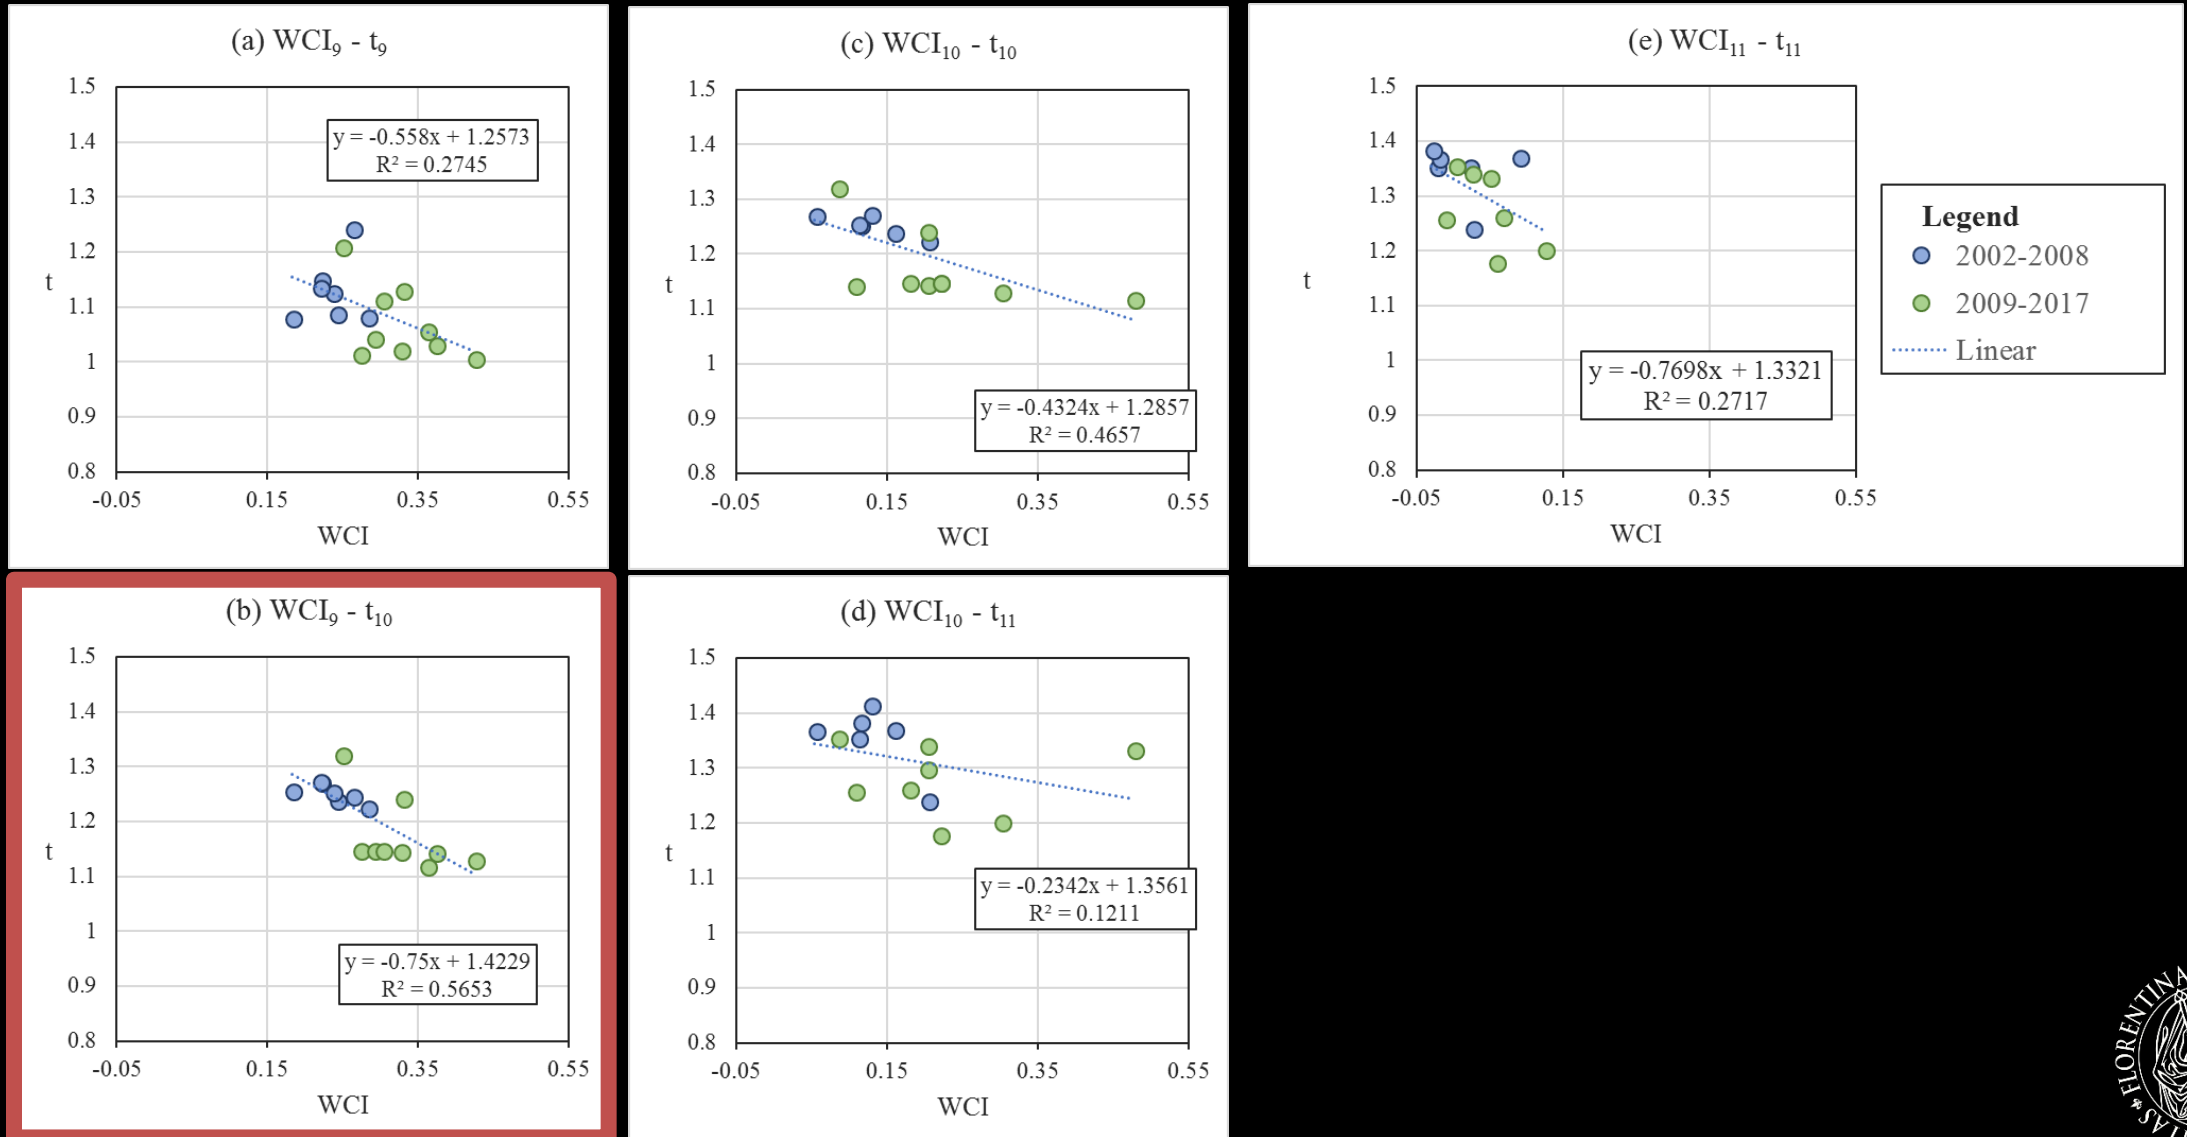 (a) WCI₉ - t₉
1.5
1.4
1.3
1.2
1.1
1
0.9
0.8
t
y = -0.558x + 1.2573
R² = 0.2745
-0.05 0.15 0.35 0.55
WCI
(c) WCI₁₀ - t₁₀
1.5
1.4
1.3
1.2
1.1
1
0.9
0.8
t
y = -0.4324x + 1.2857
R² = 0.4657
-0.05 0.15 0.35 0.55
WCI
(e) WCI₁₁ - t₁₁
1.5
1.4
1.3
1.2
1.1
1
0.9
0.8
t
y = -0.7698x + 1.3321
R² = 0.2717
-0.05 0.15 0.35 0.55
WCI
Legend
2002-2008
2009-2017
Linear
(b) WCI₉ - t₁₀
1.5
1.4
1.3
1.2
1.1
1
0.9
0.8
t
y = -0.75x + 1.4229
R² = 0.5653
-0.05 0.15 0.35 0.55
WCI
(d) WCI₁₀ - t₁₁
1.5
1.4
1.3
1.2
1.1
1
0.9
0.8
t
y = -0.2342x + 1.3561
R² = 0.1211
-0.05 0.15 0.35 0.55
WCI
FLORENTINA